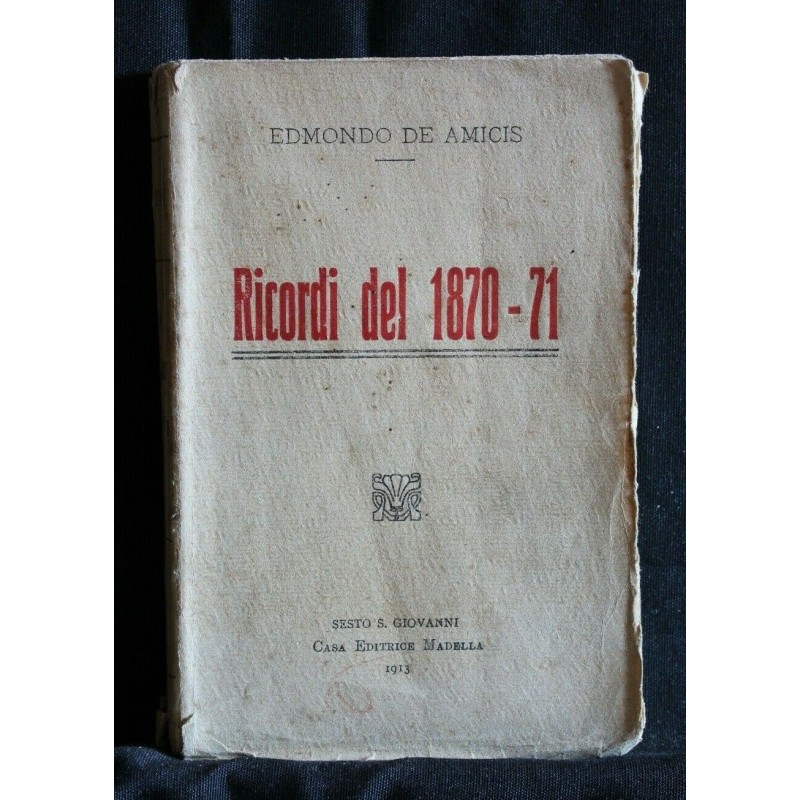 EDMONDO DE AMICIS
Ricordi del 1870-71
SESTO S. GIOVANNI
CASA EDITRICE MADELLA
1913